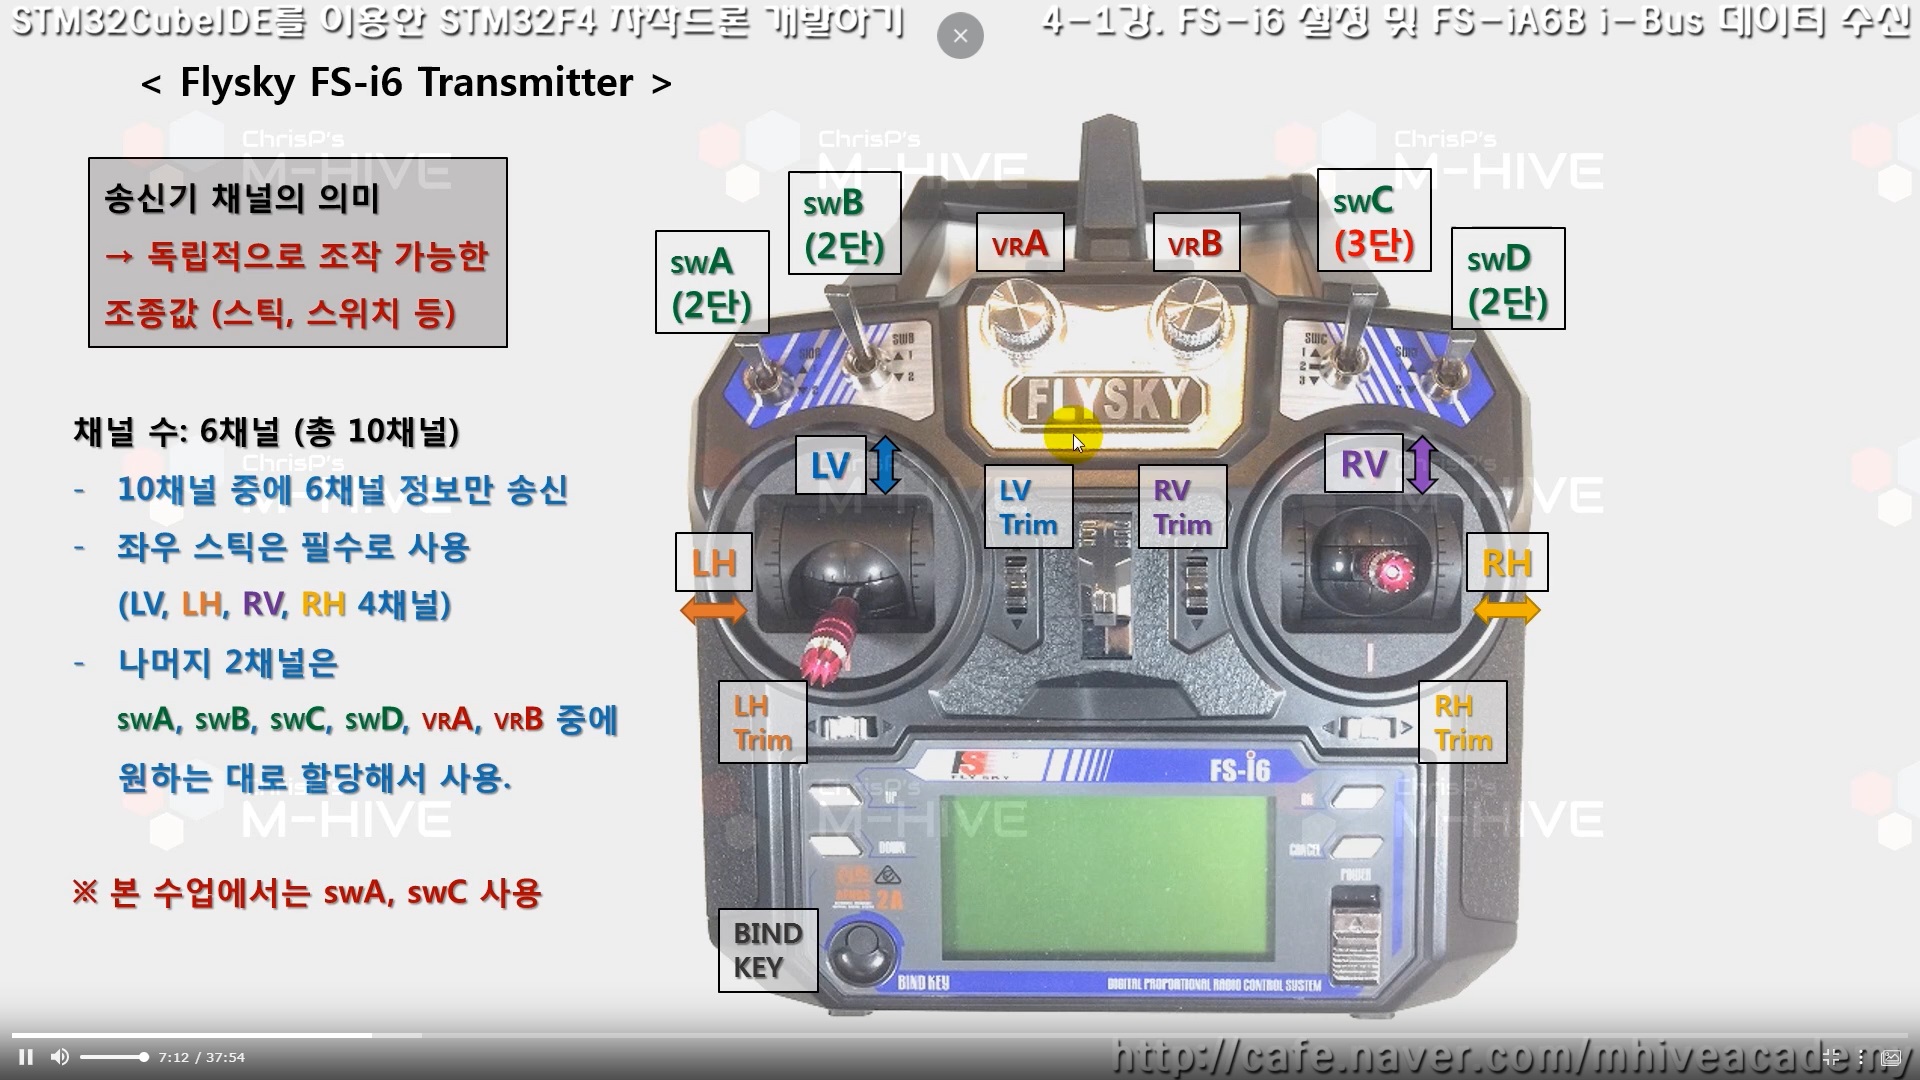 STM32CubeIDE를 이용한 STM32F4 자작드론 개발하기
4-1강. FS-i6 설정 및 FS-iA6B i-Bus 데이터 수신
< Flysky FS-i6 Transmitter >
송신기 채널의 의미
→ 독립적으로 조작 가능한
조종값 (스틱, 스위치 등)
채널 수: 6채널 (총 10채널)
- 10채널 중에 6채널 정보만 송신
- 좌우 스틱은 필수로 사용
(LV, LH, RV, RH 4채널)
- 나머지 2채널은
swA, swB, swC, swD, VRA, VRB 중에
원하는 대로 할당해서 사용.
※ 본 수업에서는 swA, swC 사용
swA
(2단)
swB
(2단)
VRA
VRB
swC
(3단)
swD
(2단)
SWB
1
2
SWC
1
2
3
FLYSKY
LV
LV
Trim
RV
Trim
RV
LH
RH
LH
Trim
RH
Trim
FS
FLYSKY
FS-i6
UP
DOWN
OK
CANCEL
POWER
2A
BIND
KEY
BIND KEY
DIGITAL PROPORTIONAL RADIO CONTROL SYSTEM
ChrisP's
M-HIVE
ChrisP's
M-HIVE
ChrisP's
M-HIVE
ChrisP's
M-HIVE
M-HIVE
M-HIVE
7:12 / 37:54
http://cafe.naver.com/mhiveacademy